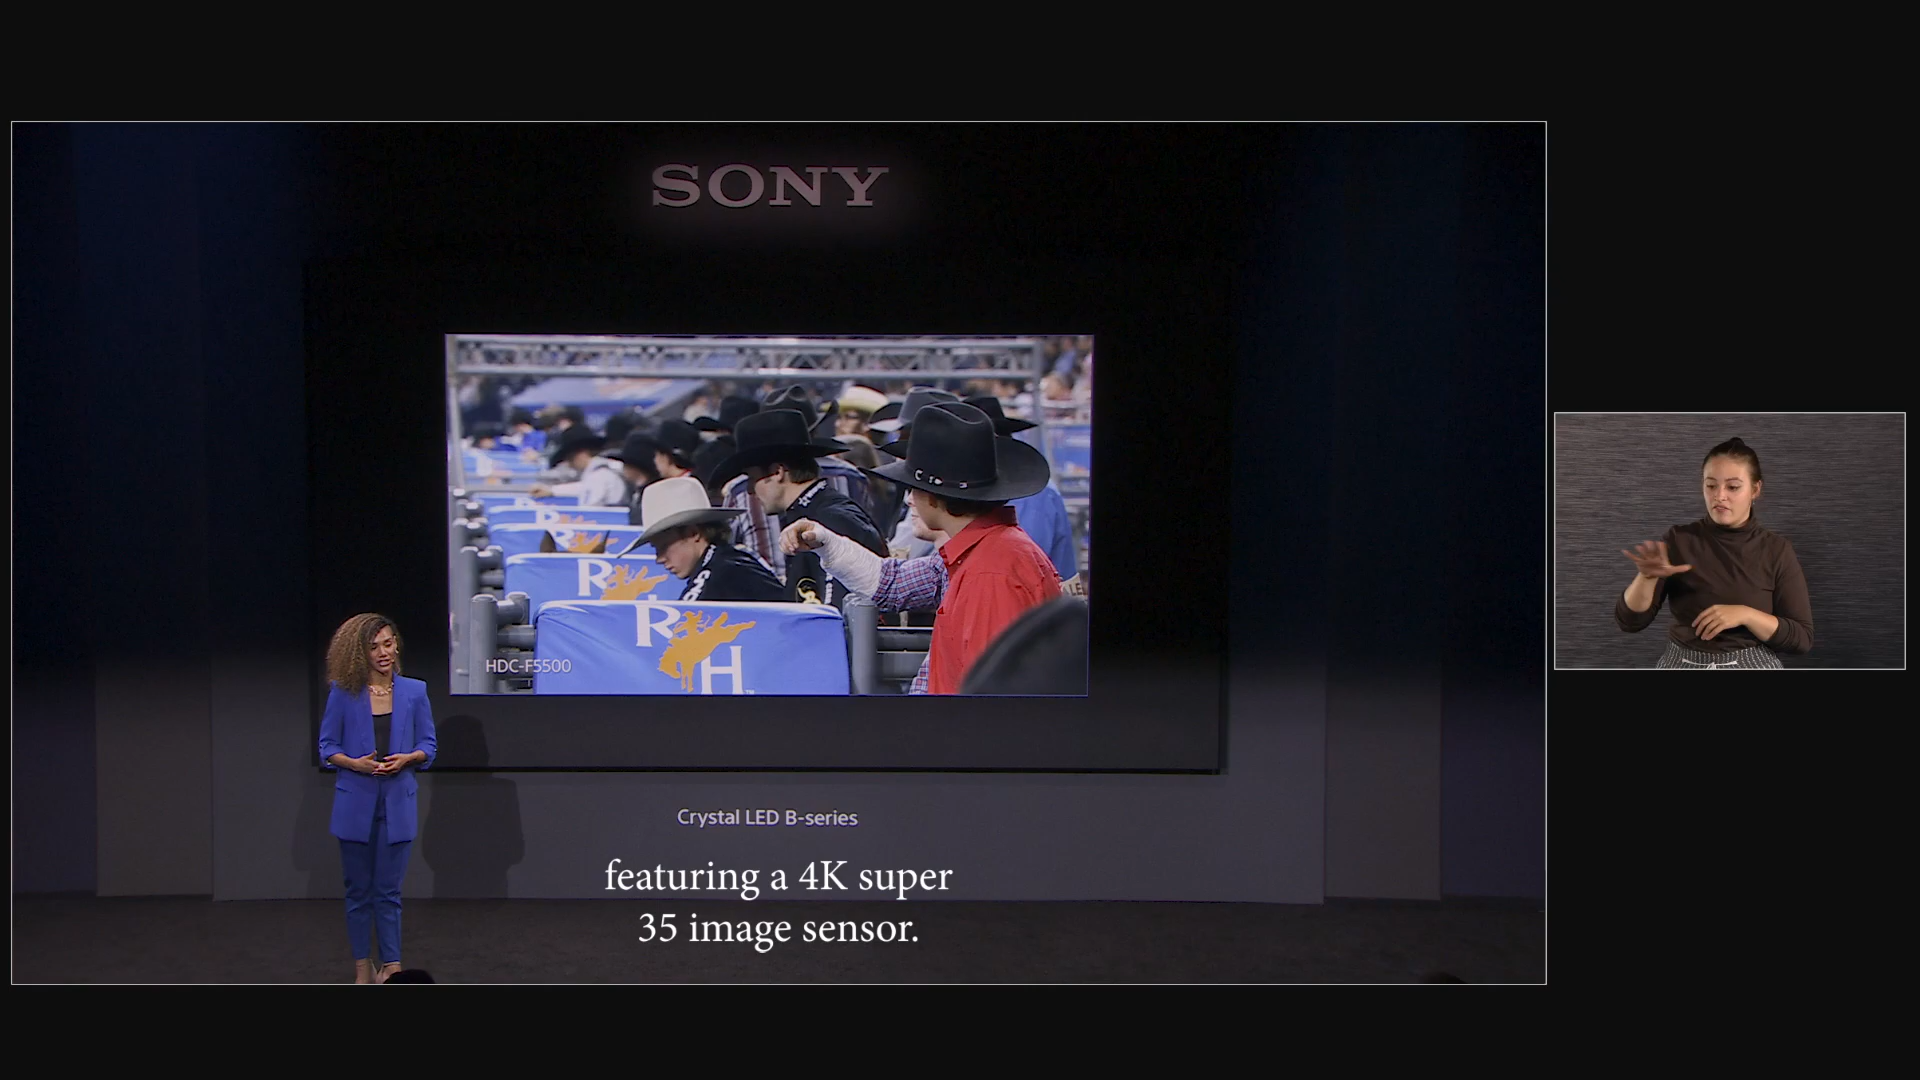 SONY
R
R
R
H
HDC-F5500
Crystal LED B-series
featuring a 4K super
35 image sensor.